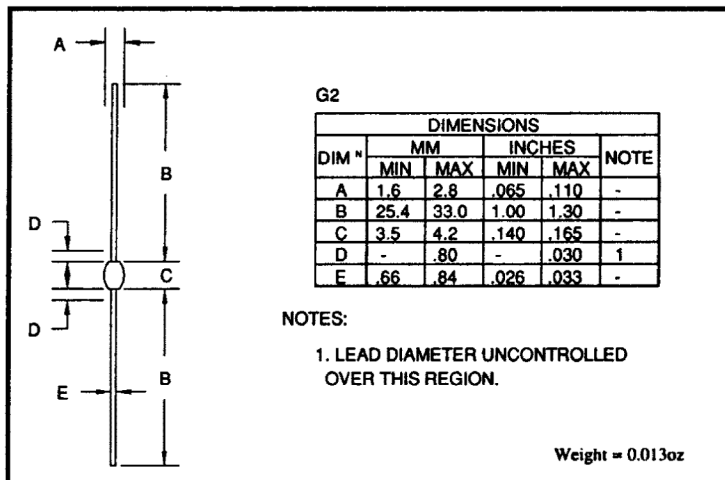 A
B
D
C
D
E
B
G2
DIMENSIONS
DIM ᴺ MM INCHES NOTE
MIN MAX MIN MAX
A 1.6 2.8 .065 .110 -
B 25.4 33.0 1.00 1.30 -
C 3.5 4.2 .140 .165 -
D - .80 - .030 1
E .66 .84 .026 .033 -
NOTES:
1. LEAD DIAMETER UNCONTROLLED
OVER THIS REGION.
Weight = 0.013oz